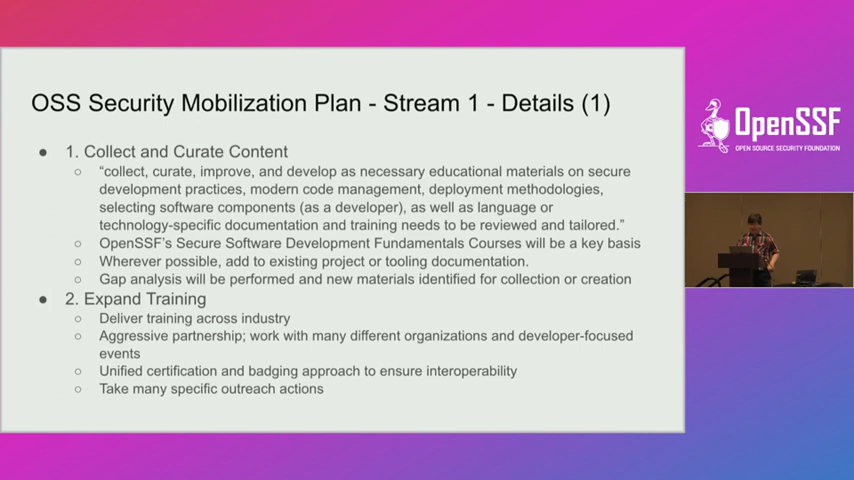 OSS Security Mobilization Plan - Stream 1 - Details (1)
● 1. Collect and Curate Content
○ “collect, curate, improve, and develop as necessary educational materials on secure
development practices, modern code management, deployment methodologies,
selecting software components (as a developer), as well as language or
technology-specific documentation and training needs to be reviewed and tailored.”
○ OpenSSF’s Secure Software Development Fundamentals Courses will be a key basis
○ Wherever possible, add to existing project or tooling documentation.
○ Gap analysis will be performed and new materials identified for collection or creation
● 2. Expand Training
○ Deliver training across industry
○ Aggressive partnership; work with many different organizations and developer-focused
events
○ Unified certification and badging approach to ensure interoperability
○ Take many specific outreach actions
OpenSSF
OPEN SOURCE SECURITY FOUNDATION